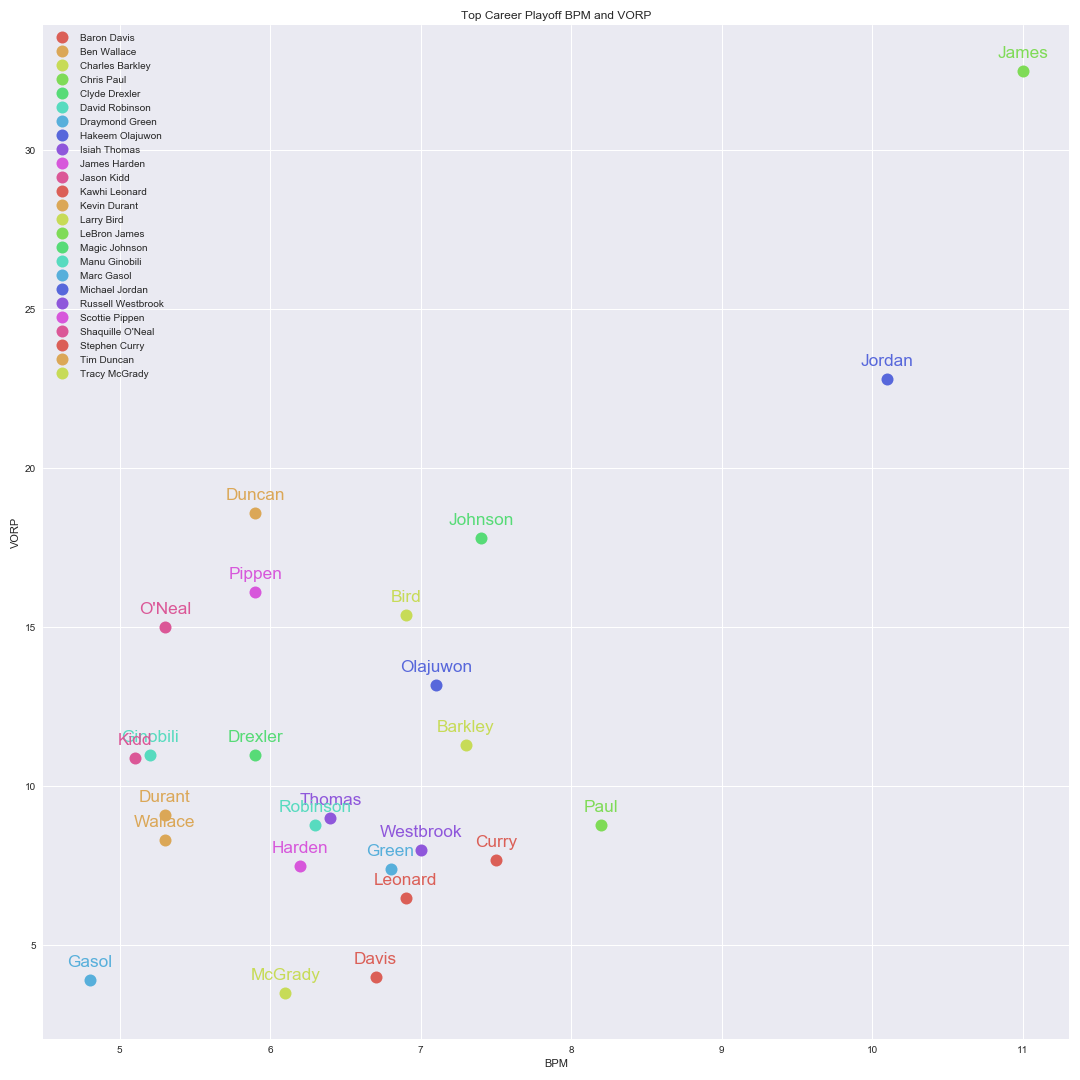 Top Career Playoff BPM and VORP
Baron Davis
Ben Wallace
Charles Barkley
Chris Paul
Clyde Drexler
David Robinson
Draymond Green
Hakeem Olajuwon
Isiah Thomas
James Harden
Jason Kidd
Kawhi Leonard
Kevin Durant
Larry Bird
LeBron James
Magic Johnson
Manu Ginobili
Marc Gasol
Michael Jordan
Russell Westbrook
Scottie Pippen
Shaquille O'Neal
Stephen Curry
Tim Duncan
Tracy McGrady
James
Jordan
Duncan
Johnson
Pippen
Bird
O'Neal
Olajuwon
Barkley
Ginobili
Kidd
Drexler
Durant
Thomas
Robinson
Paul
Wallace
Westbrook
Curry
Harden
Green
Leonard
Gasol
Davis
McGrady
30
25
20
15
10
5
VORP
5 6 7 8 9 10 11
BPM